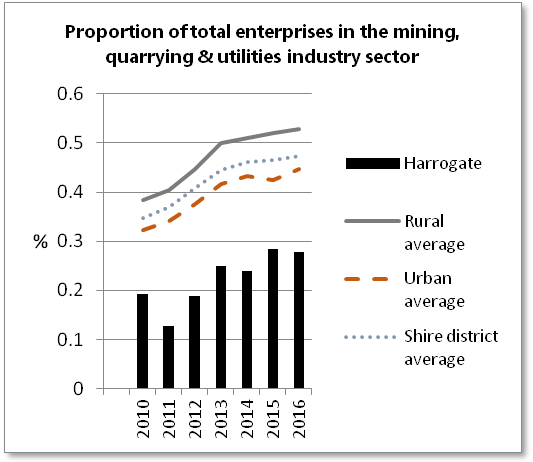 Proportion of total enterprises in the mining,
quarrying & utilities industry sector
0.6
0.5
0.4
0.3
0.2
0.1
0
%
2010
2011
2012
2013
2014
2015
2016
Harrogate
Rural
average
Urban
average
Shire district
average